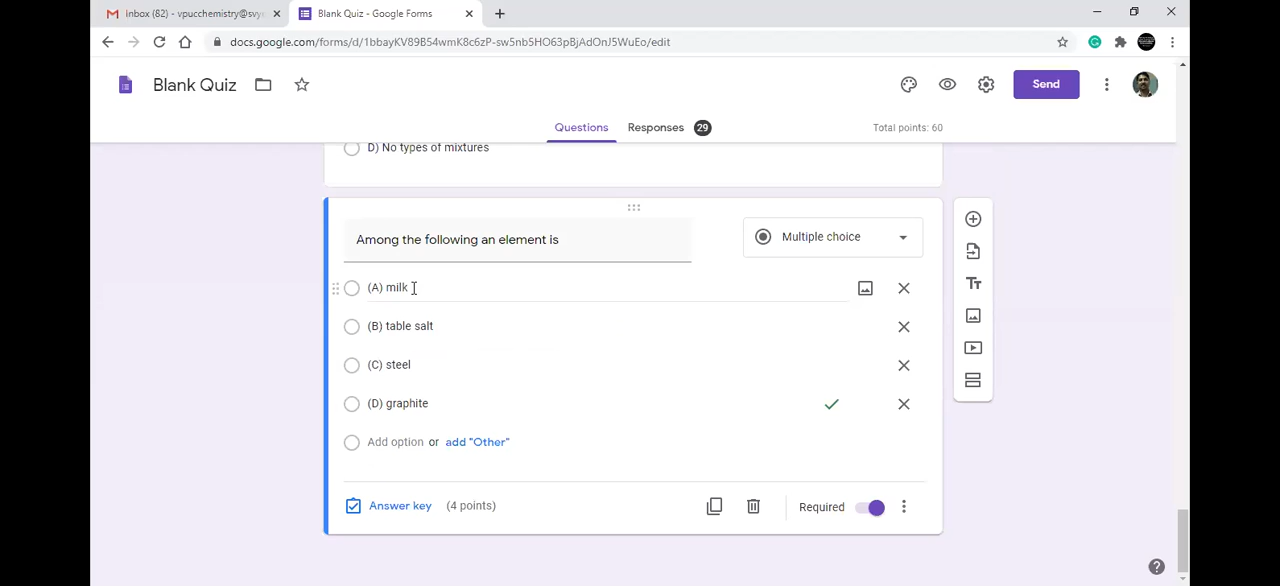 Inbox (82) - vpucchemistry@svyc
Blank Quiz - Google Forms
docs.google.com/forms/d/1bbayKV89B54wmK8c6zP-sw5nb5HO63pBjAdOnJ5WuEo/edit
Blank Quiz
Send
Questions
Responses 29
Total points: 60
D) No types of mixtures
Among the following an element is
Multiple choice
(A) milk
(B) table salt
(C) steel
(D) graphite
Add option or add "Other"
Answer key (4 points)
Required